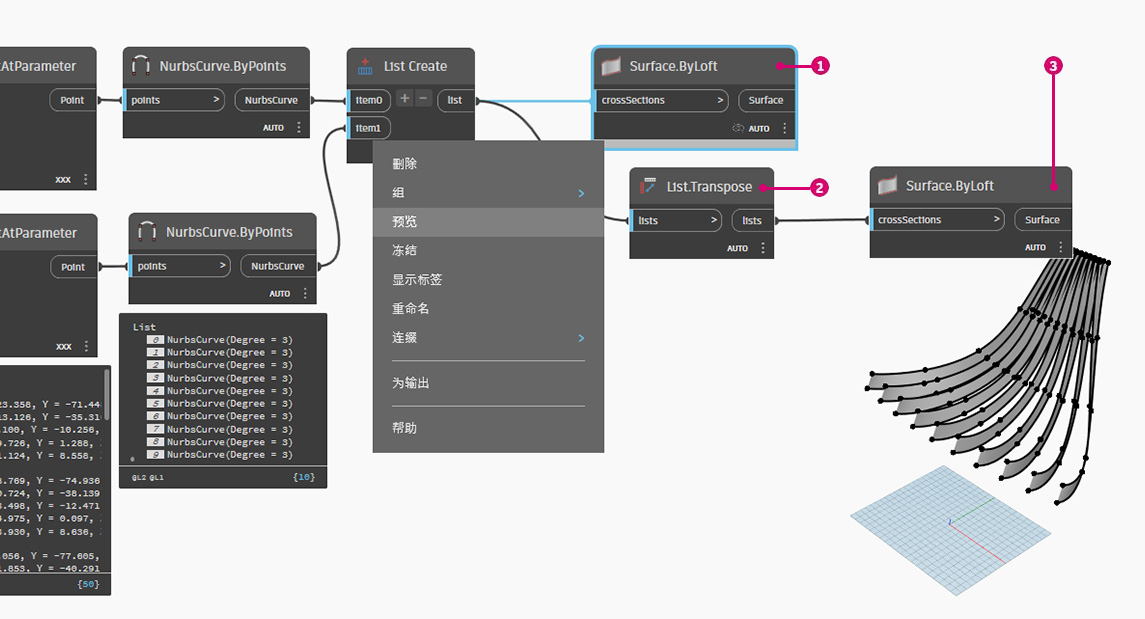 tAtParameter
Point
xxx
NurbsCurve.ByPoints
points >
NurbsCurve
AUTO
List Create
item0
+ -
list
item1
Surface.ByLoft
crossSections >
Surface
AUTO
1
3
tAtParameter
Point
xxx
NurbsCurve.ByPoints
points >
NurbsCurve
AUTO
删除
组 >
预览
冻结
显示标签
重命名
连缀 >
为输出
帮助
List.Transpose
2
lists >
lists
AUTO
Surface.ByLoft
crossSections >
Surface
AUTO
List
0 NurbsCurve(Degree = 3)
1 NurbsCurve(Degree = 3)
2 NurbsCurve(Degree = 3)
3 NurbsCurve(Degree = 3)
4 NurbsCurve(Degree = 3)
5 NurbsCurve(Degree = 3)
6 NurbsCurve(Degree = 3)
7 NurbsCurve(Degree = 3)
8 NurbsCurve(Degree = 3)
9 NurbsCurve(Degree = 3)
@L2 @L1
{10}
23.358, Y = -71.44
13.126, Y = -35.31
.100, Y = -10.256,
.726, Y = 1.288,
.124, Y = 8.558,
.769, Y = -74.936
0.724, Y = -38.139
.498, Y = -12.471
.975, Y = 0.097,
.930, Y = 8.636,
.056, Y = -77.605,
.853, Y = -40.291
{50}